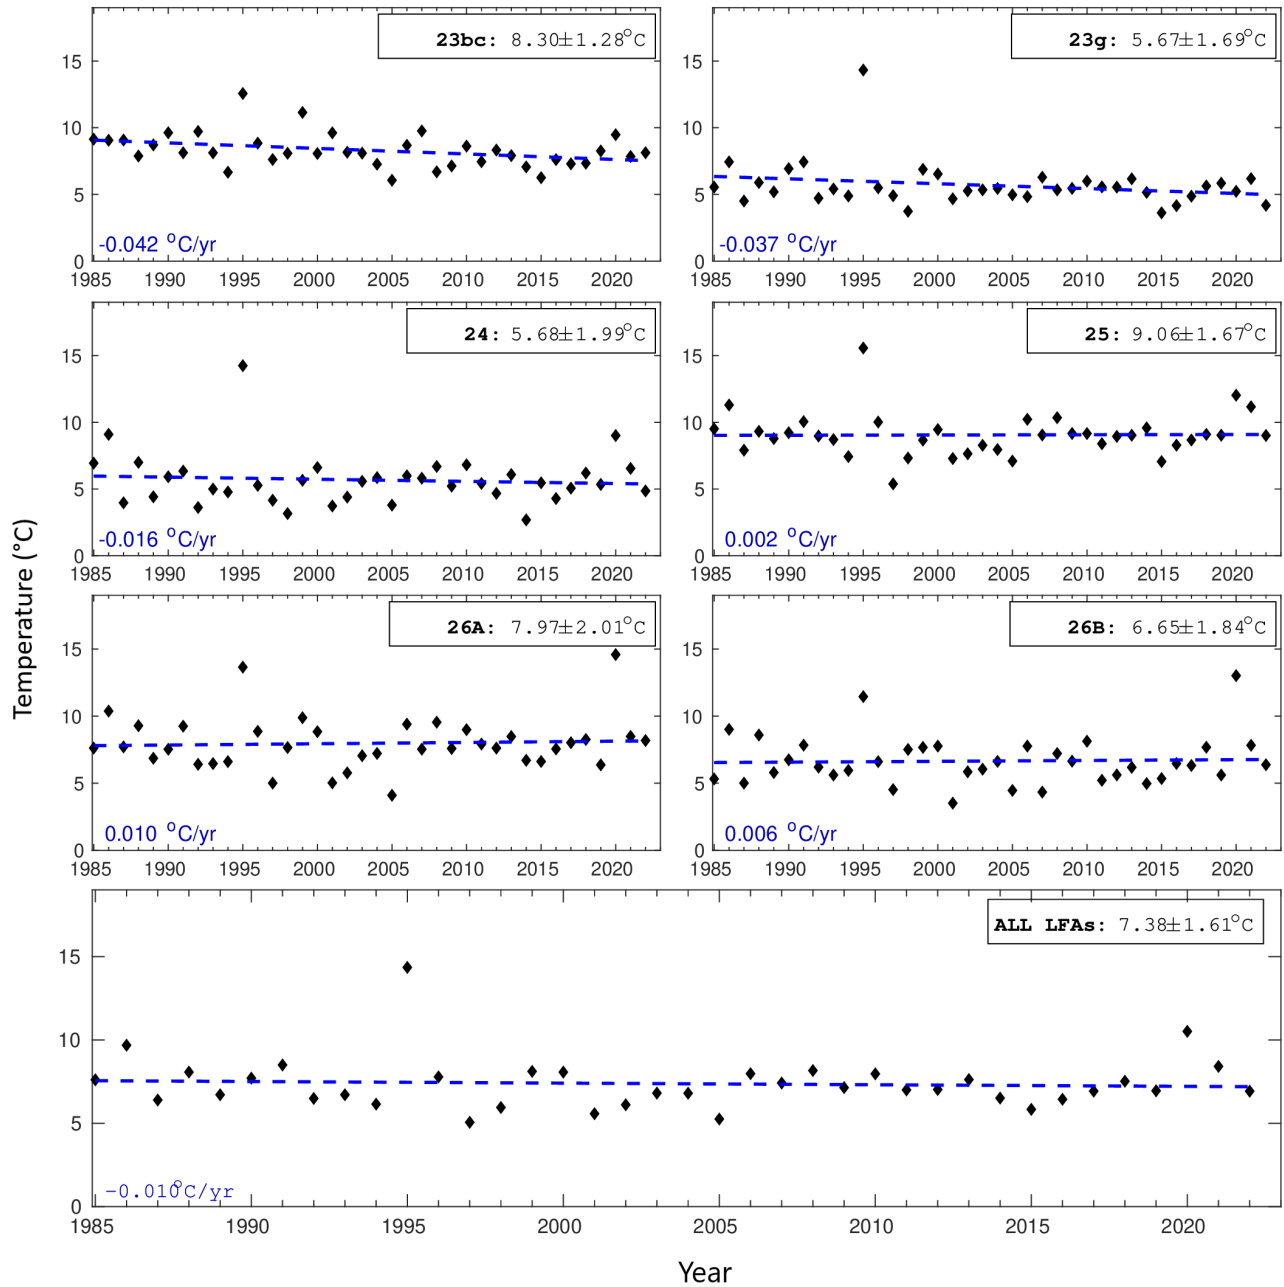 23bc: 8.30±1.28°C
23g: 5.67±1.69°C
15
10
5
0
-0.042 °C/yr
1985 1990 1995 2000 2005 2010 2015 2020
15
10
5
0
-0.037 °C/yr
1985 1990 1995 2000 2005 2010 2015 2020
24: 5.68±1.99°C
25: 9.06±1.67°C
15
10
5
0
-0.016 °C/yr
1985 1990 1995 2000 2005 2010 2015 2020
15
10
5
0
0.002 °C/yr
1985 1990 1995 2000 2005 2010 2015 2020
Temperature (°C)
26A: 7.97±2.01°C
26B: 6.65±1.84°C
15
10
5
0
0.010 °C/yr
1985 1990 1995 2000 2005 2010 2015 2020
15
10
5
0
0.006 °C/yr
1985 1990 1995 2000 2005 2010 2015 2020
ALL LFAs: 7.38±1.61°C
15
10
5
0
-0.010°C/yr
1985 1990 1995 2000 2005 2010 2015 2020
Year